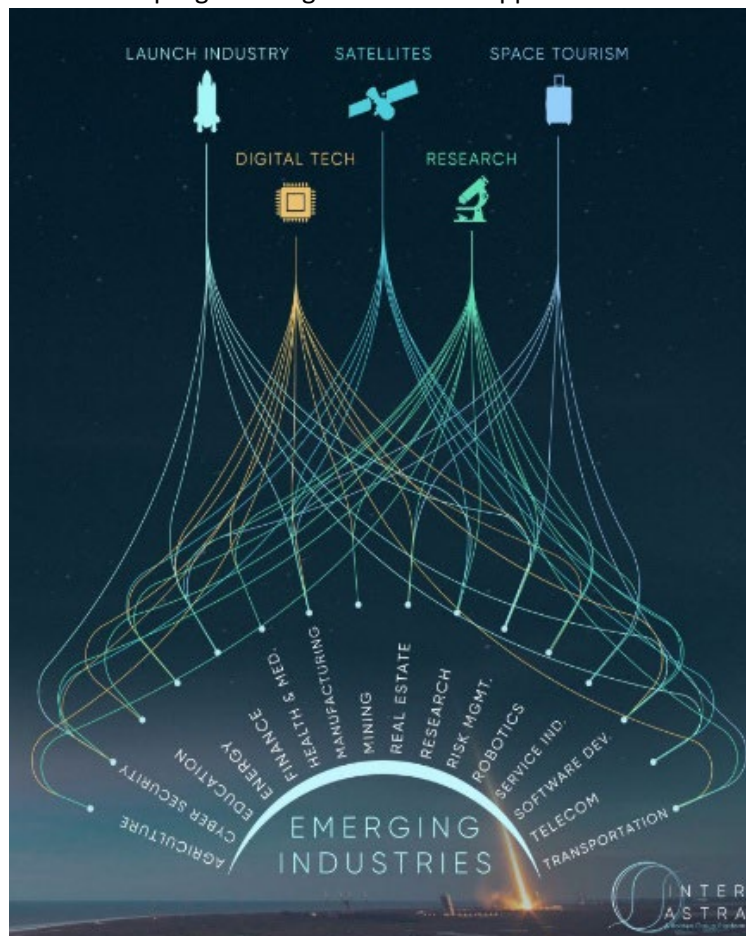 LAUNCH INDUSTRY
SATELLITES
SPACE TOURISM
DIGITAL TECH
RESEARCH
AGRICULTURE
CYBER SECURITY
EDUCATION
ENERGY
FINANCE
HEALTH & MED.
MANUFACTURING
MINING
REAL ESTATE
RESEARCH
RISK MGMT.
ROBOTICS
SERVICE IND.
SOFTWARE DEV.
TELECOM
TRANSPORTATION
EMERGING
INDUSTRIES
INTER
ASTRA